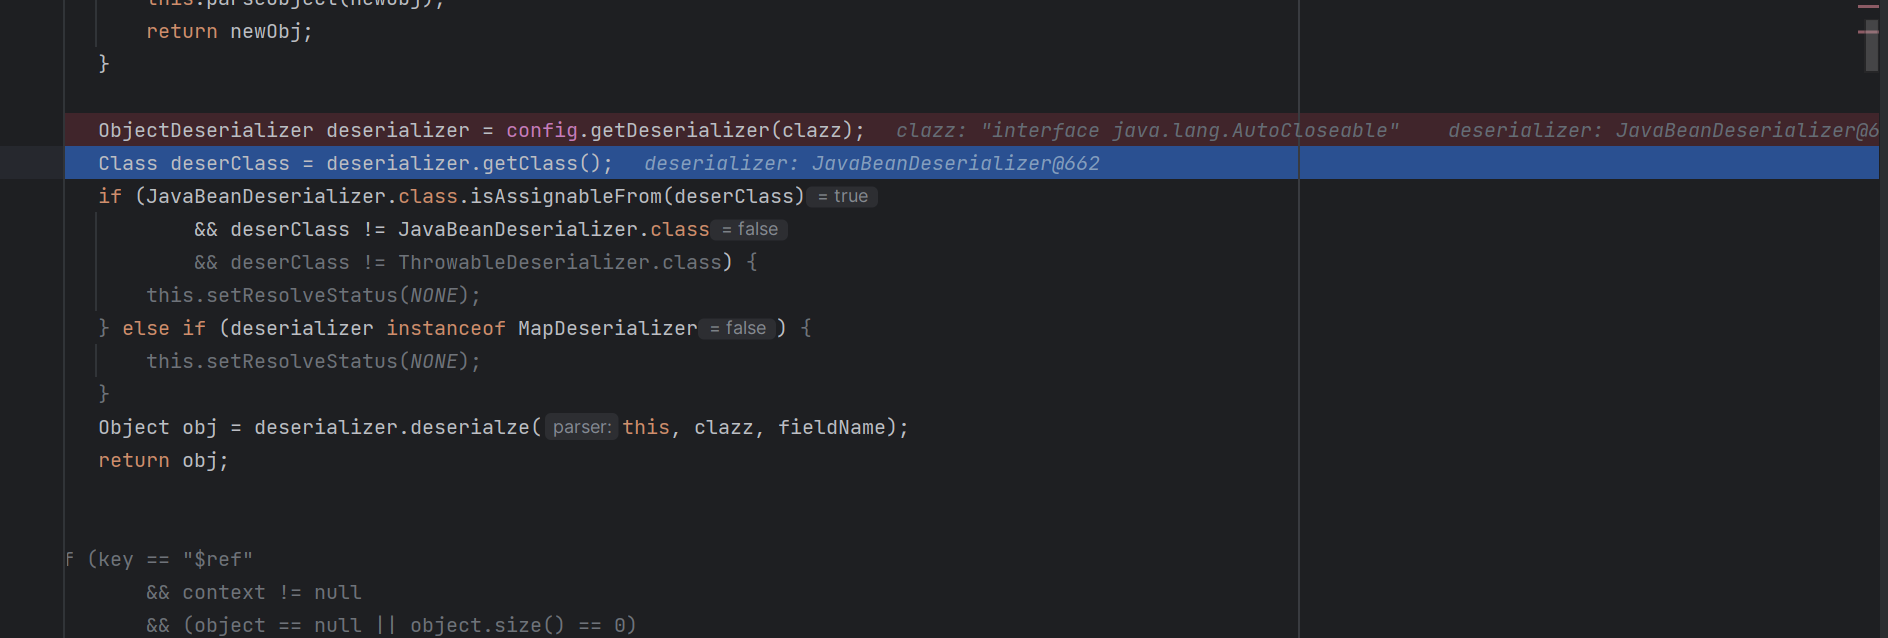 this.parseObject(newObj);
return newObj;
}
ObjectDeserializer deserializer = config.getDeserializer(clazz); clazz: "interface java.lang.AutoCloseable" deserializer: JavaBeanDeserializer@6
Class deserClass = deserializer.getClass(); deserializer: JavaBeanDeserializer@662
if (JavaBeanDeserializer.class.isAssignableFrom(deserClass) = true
&& deserClass != JavaBeanDeserializer.class = false
&& deserClass != ThrowableDeserializer.class) {
this.setResolveStatus(NONE);
} else if (deserializer instanceof MapDeserializer = false ) {
this.setResolveStatus(NONE);
}
Object obj = deserializer.deserialze( parser: this, clazz, fieldName);
return obj;
f (key == "$ref"
&& context != null
&& (object == null || object.size() == 0)